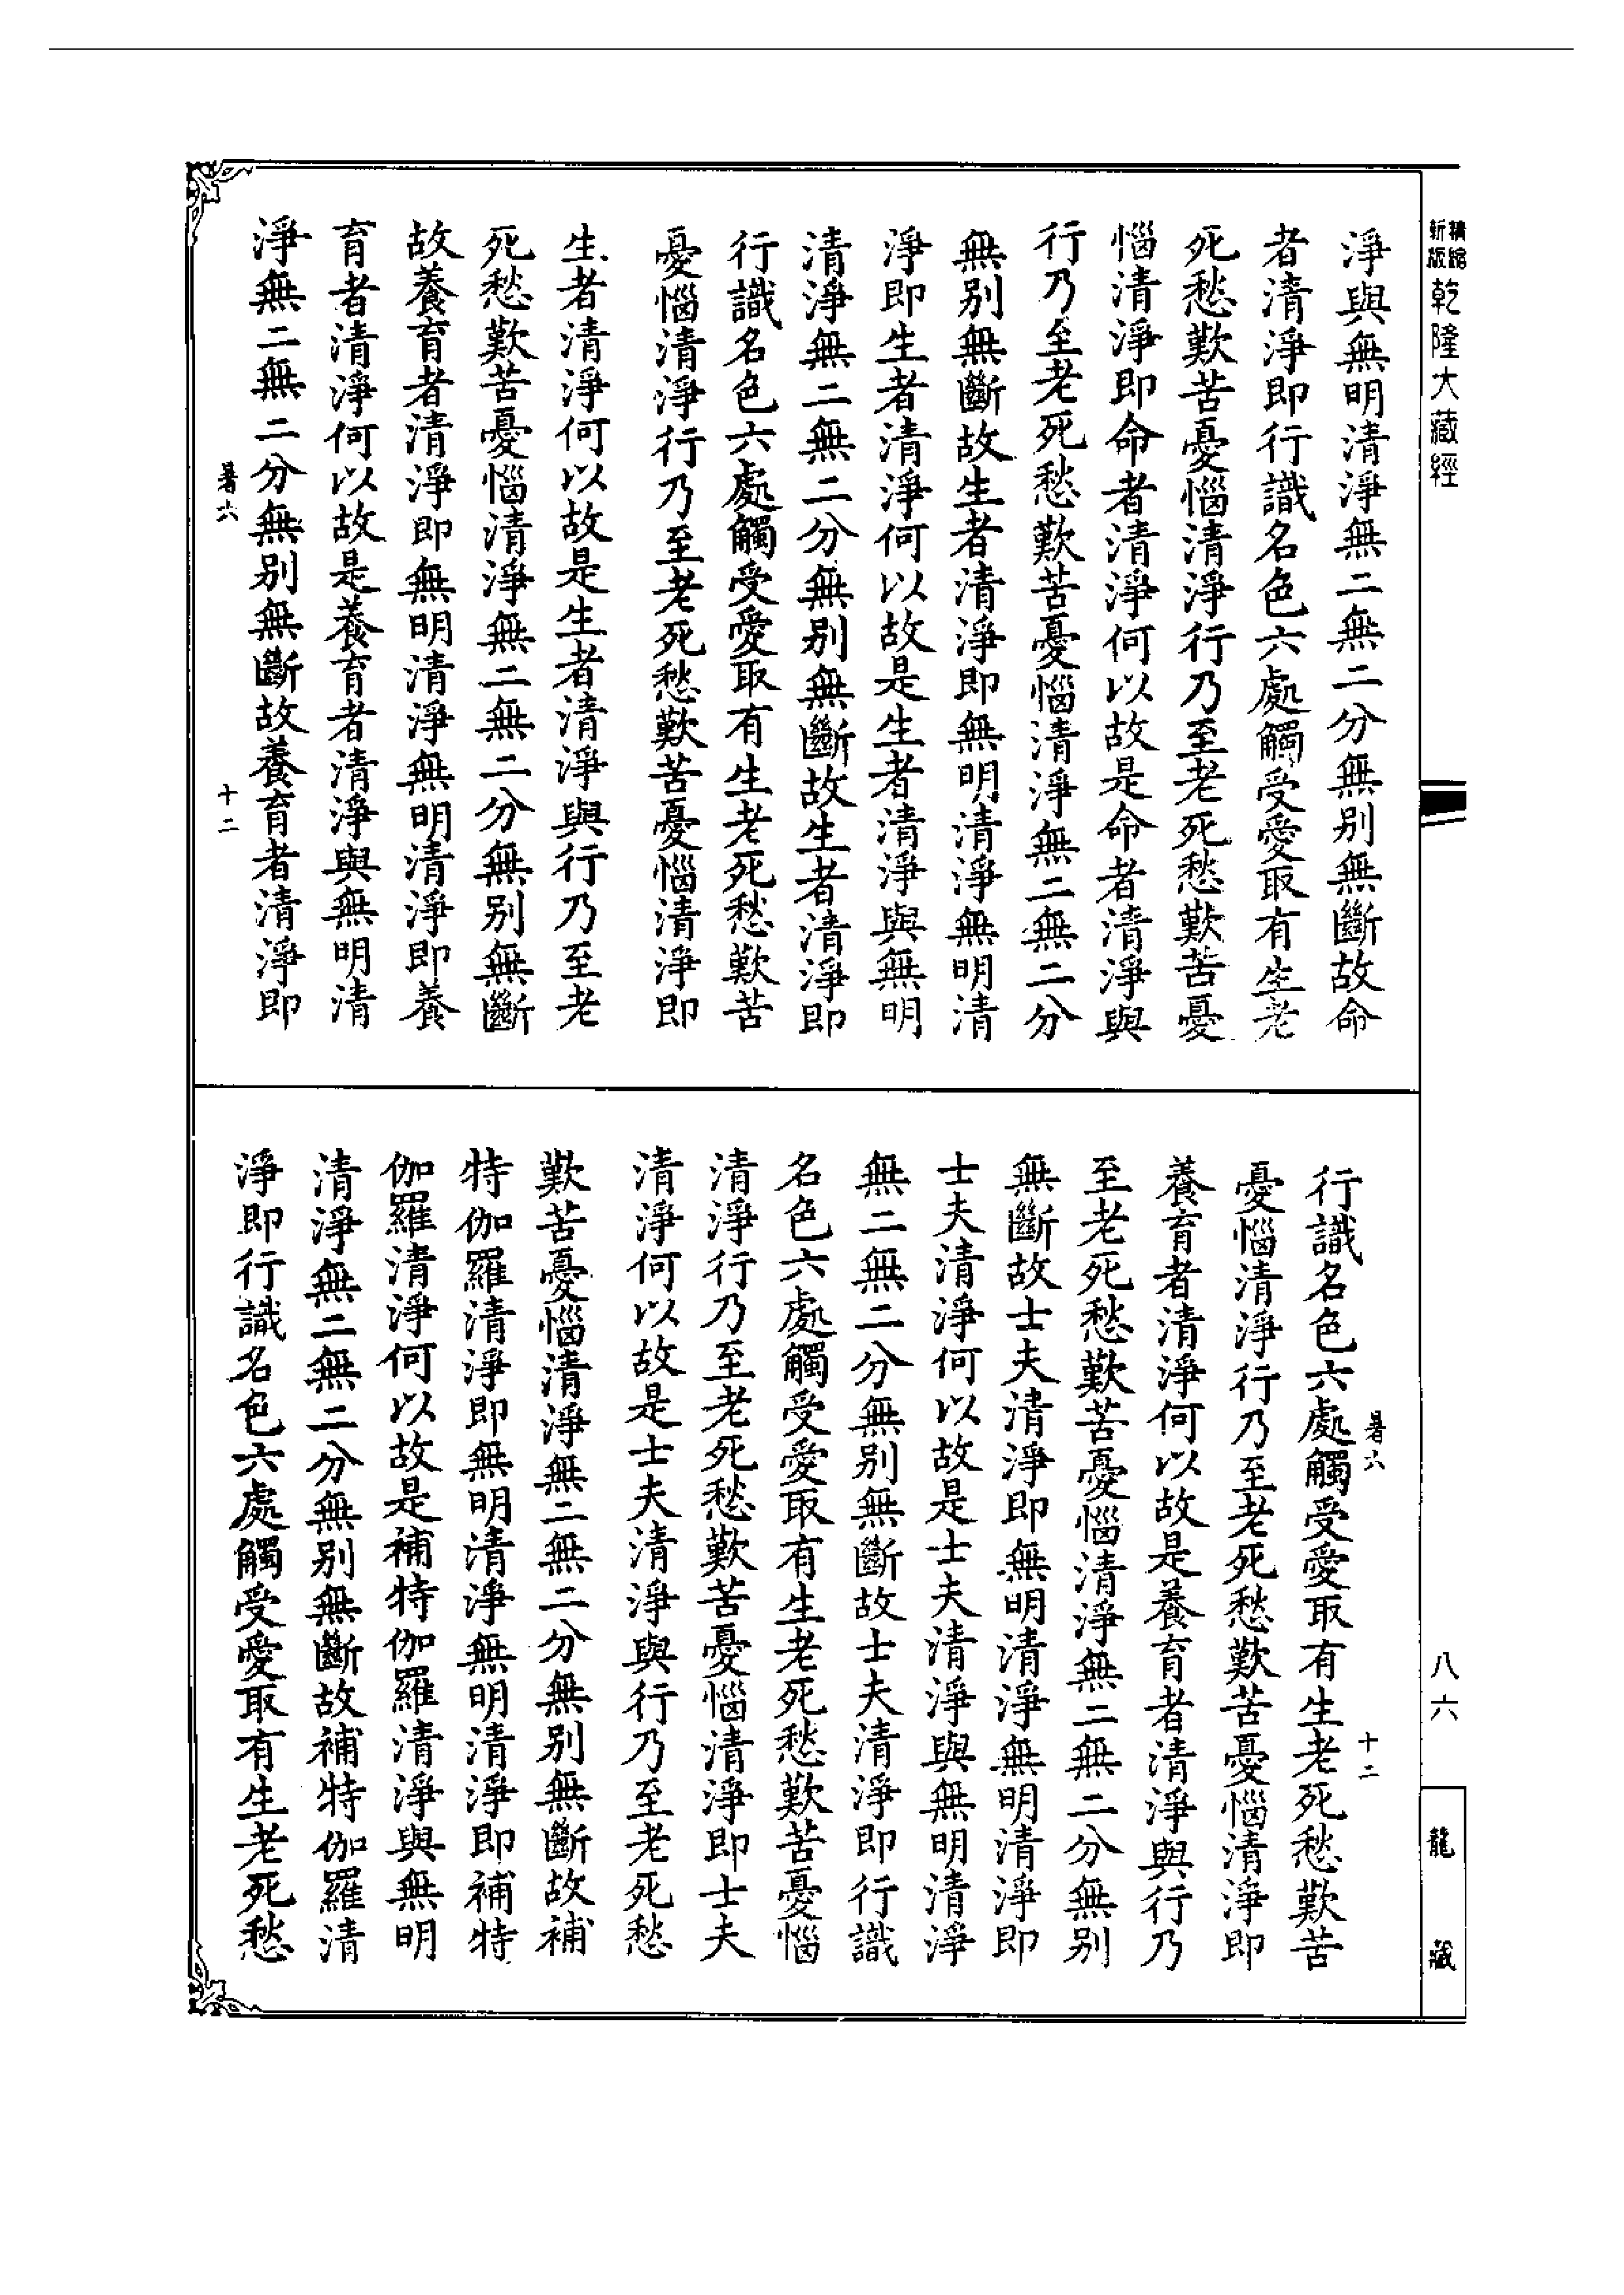 精縮新版乾隆大藏經
淨與無明清淨無二無二分無別無斷故命
者清淨即行識名色六處觸受愛取有生老
死愁歎苦憂惱清淨行乃至老死愁歎苦憂
惱清淨即命者清淨何以故是命者清淨與
行乃至老死愁歎苦憂惱清淨無二無二分
無別無斷故生者清淨即無明清淨無明清
淨即生者清淨何以故是生者清淨與無明
清淨無二無二分無別無斷故生者清淨即
行識名色六處觸受愛取有生老死愁歎苦
憂惱清淨行乃至老死愁歎苦憂惱清淨即
生者清淨何以故是生者清淨與行乃至老
死愁歎苦憂惱清淨無二無二分無別無斷
故養育者清淨即無明清淨無明清淨即養
育者清淨何以故是養育者清淨與無明清
淨無二無二分無別無斷故養育者清淨即
暑六 十二
八六
龍藏
暑六 十二
行識名色六處觸受愛取有生老死愁歎苦
憂惱清淨行乃至老死愁歎苦憂惱清淨即
養育者清淨何以故是養育者清淨與行乃
至老死愁歎苦憂惱清淨無二無二分無別
無斷故士夫清淨即無明清淨無明清淨即
士夫清淨何以故是士夫清淨與無明清淨
無二無二分無別無斷故士夫清淨即行識
名色六處觸受愛取有生老死愁歎苦憂惱
清淨行乃至老死愁歎苦憂惱清淨即士夫
清淨何以故是士夫清淨與行乃至老死愁
歎苦憂惱清淨無二無二分無別無斷故補
特伽羅清淨即無明清淨無明清淨即補特
伽羅清淨何以故是補特伽羅清淨與無明
清淨無二無二分無別無斷故補特伽羅清
淨即行識名色六處觸受愛取有生老死愁